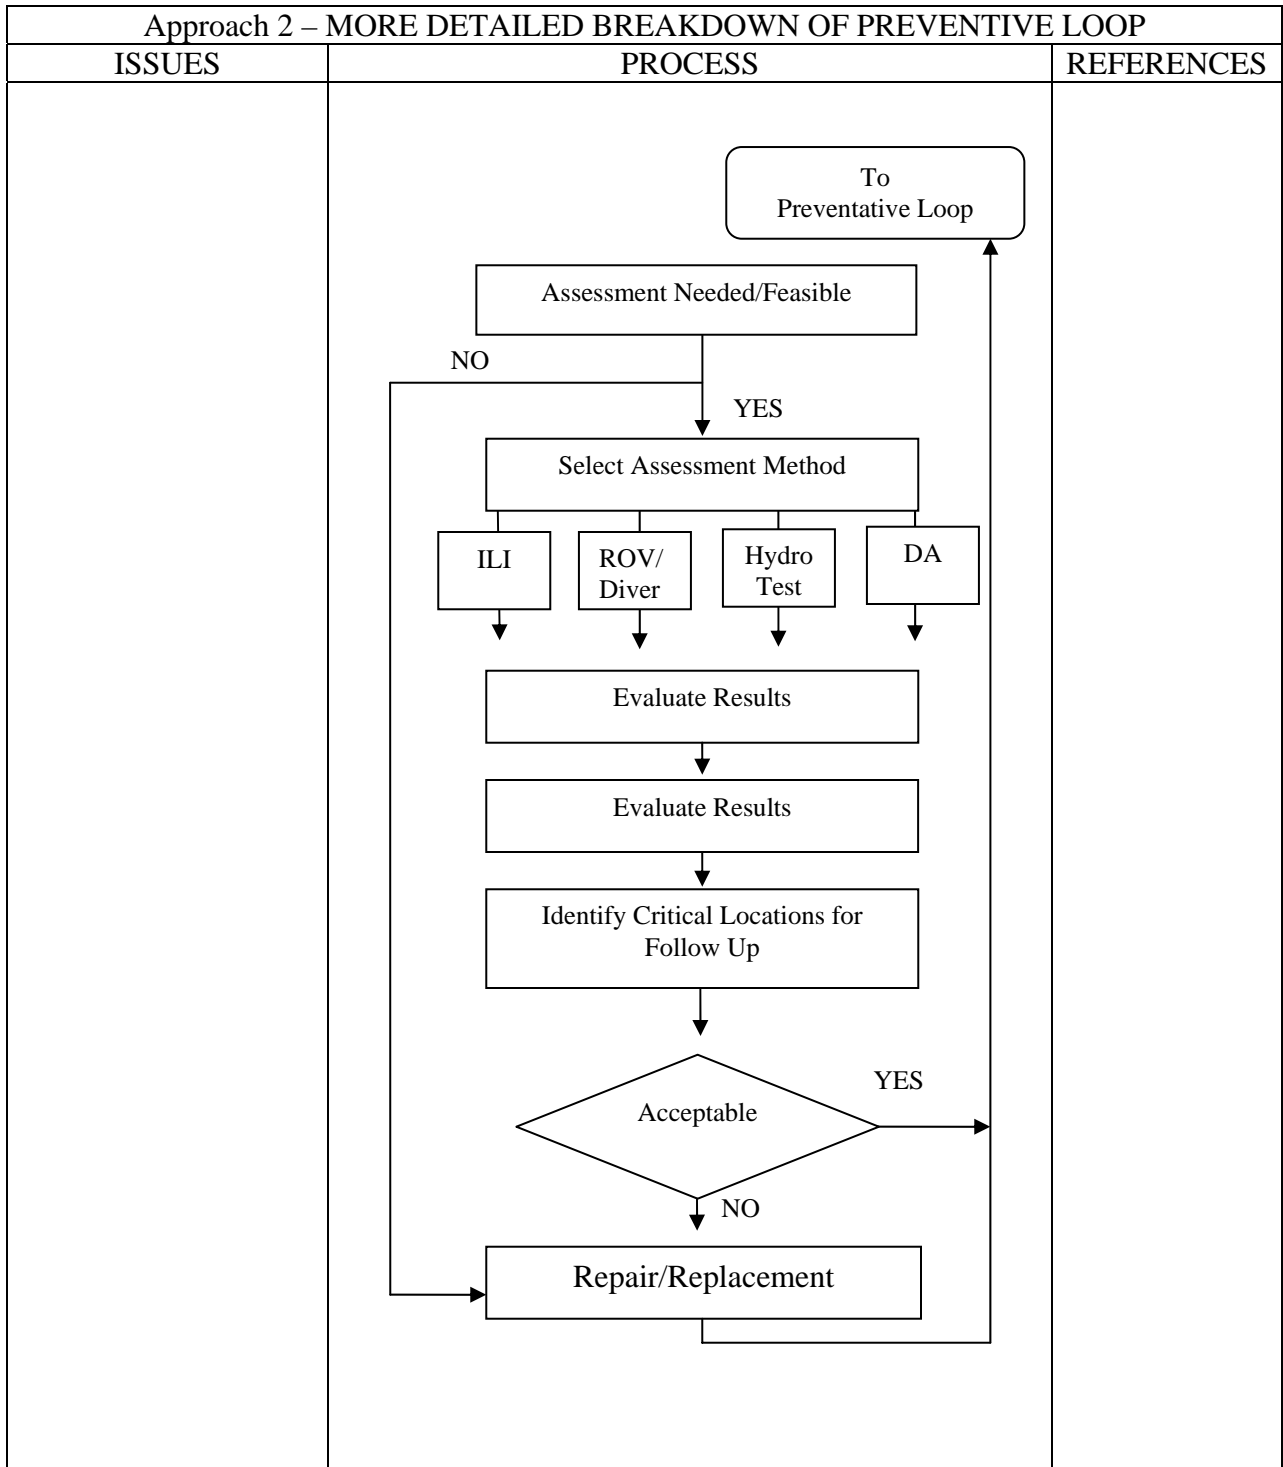 Approach 2 – MORE DETAILED BREAKDOWN OF PREVENTIVE LOOP
ISSUES
PROCESS
REFERENCES
To
Preventative Loop
Assessment Needed/Feasible
NO
YES
Select Assessment Method
ILI
ROV/
Diver
Hydro
Test
DA
Evaluate Results
Evaluate Results
Identify Critical Locations for
Follow Up
YES
Acceptable
NO
Repair/Replacement